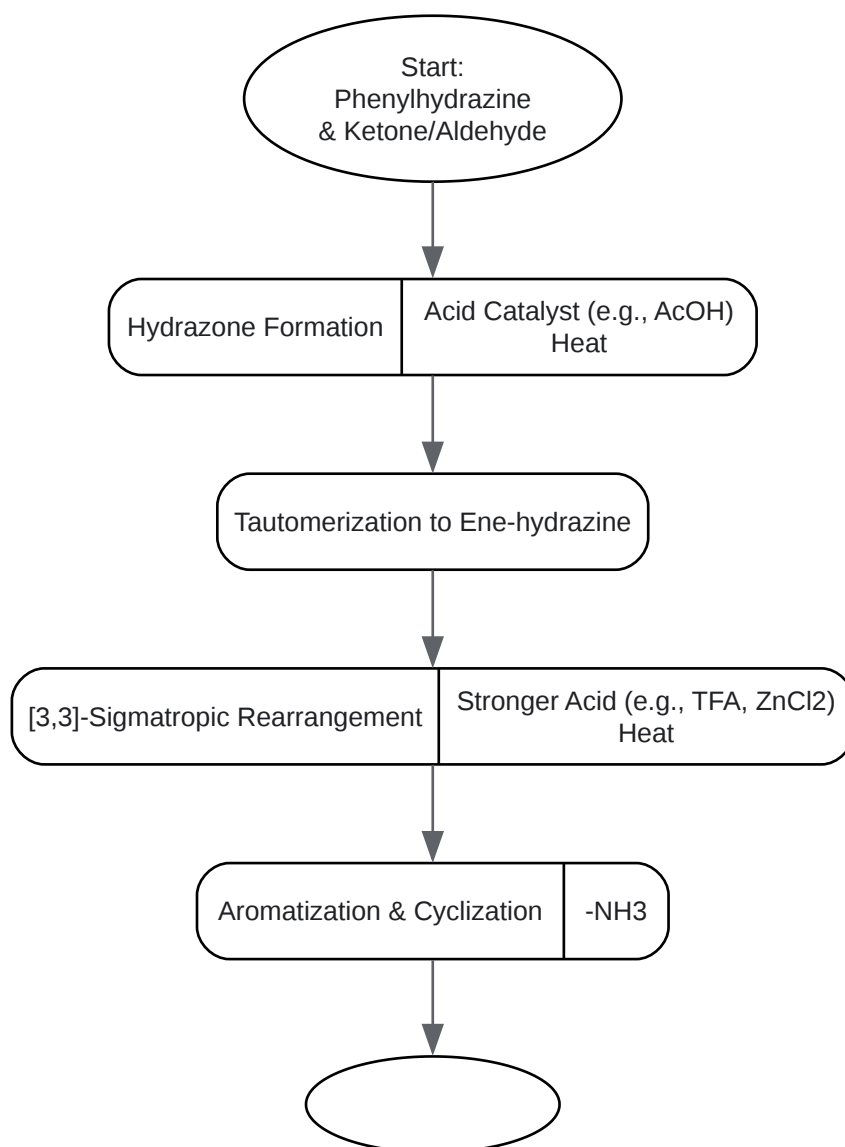 Start:
Phenylhydrazine
& Ketone/Aldehyde
Hydrazone Formation
Acid Catalyst (e.g., AcOH)
Heat
Tautomerization to Ene-hydrazine
[3,3]-Sigmatropic Rearrangement
Stronger Acid (e.g., TFA, ZnCl2)
Heat
Aromatization & Cyclization
-NH3